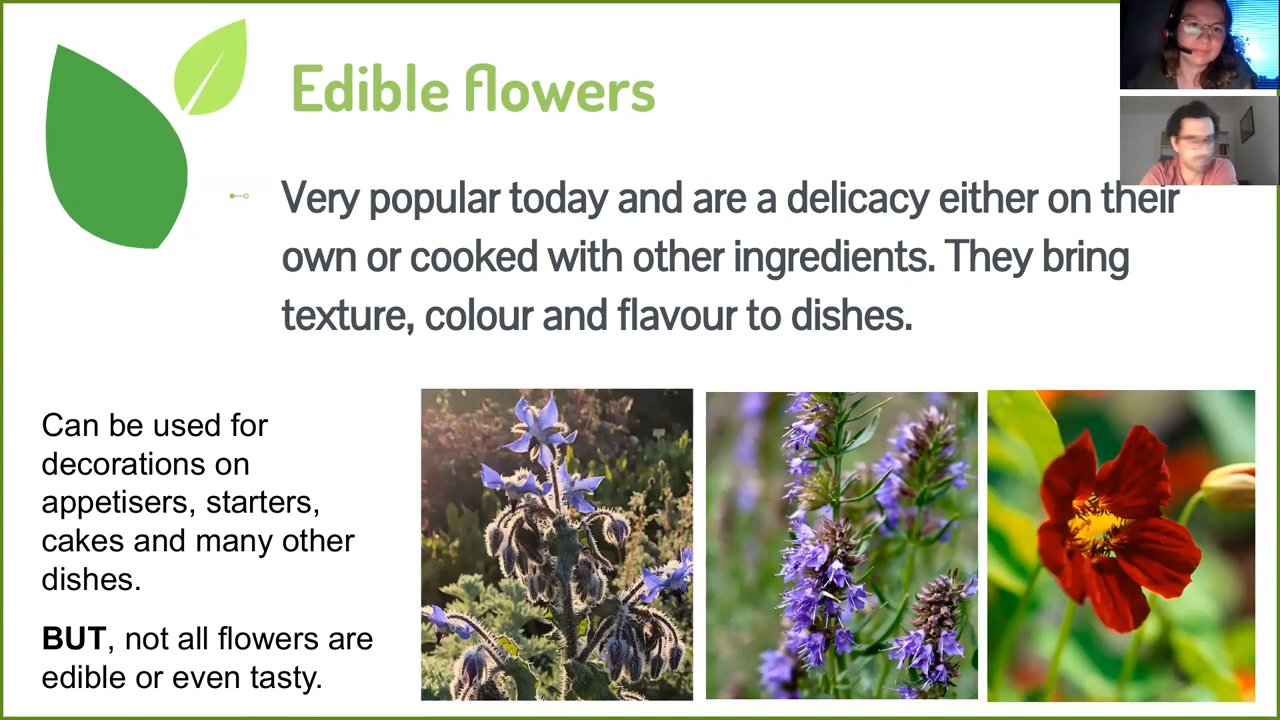 Edible flowers
Very popular today and are a delicacy either on their
own or cooked with other ingredients. They bring
texture, colour and flavour to dishes.
Can be used for
decorations on
appetisers, starters,
cakes and many other
dishes.
BUT, not all flowers are
edible or even tasty.